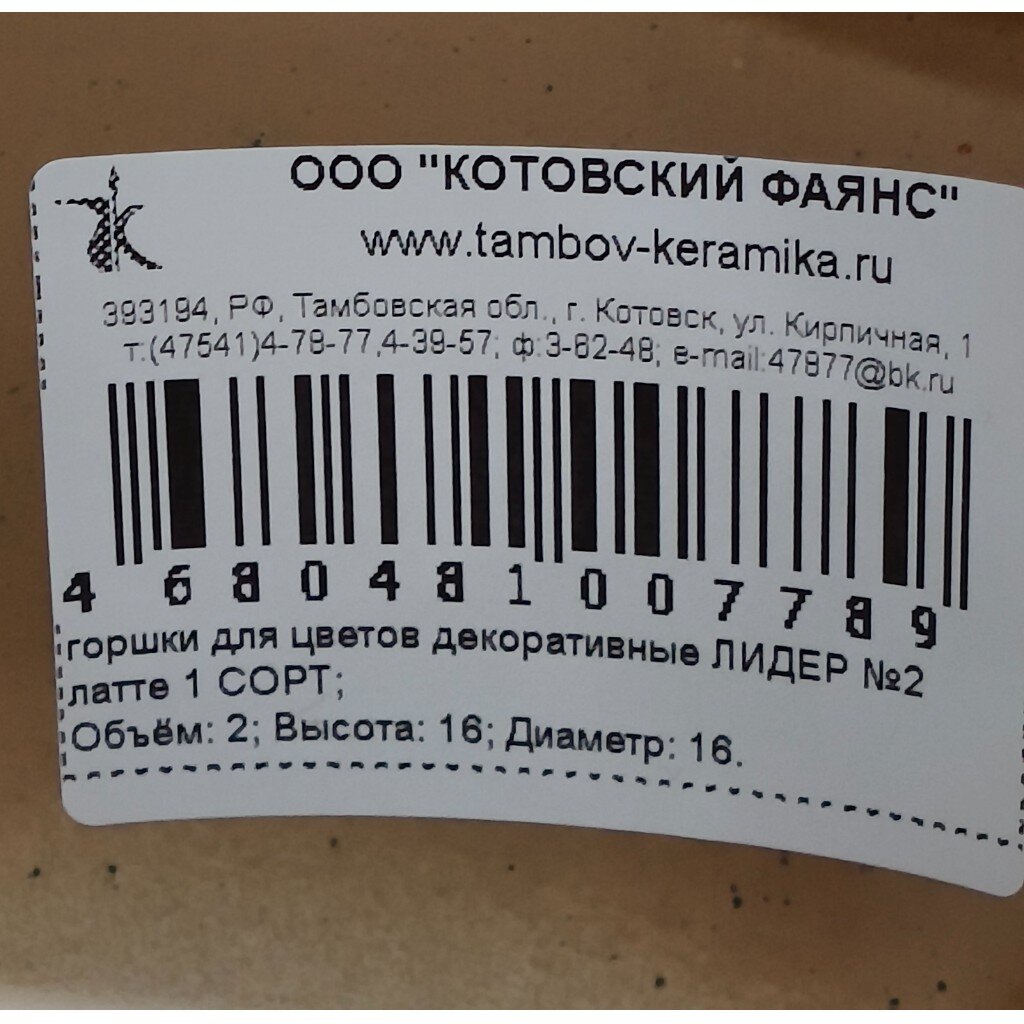 ООО "КОТОВСКИЙ ФАЯНС"
www.tambov-keramika.ru
393194, РФ, Тамбовская обл., г. Котовск, ул. Кирпичная, 1
т.:(47541)4-78-77,4-39-57; ф.3-62-48; e-mail:47877@bk.ru
4 680481 007789
горшки для цветов декоративные ЛИДЕР №2
латте 1 СОРТ;
Объём: 2; Высота: 16; Диаметр: 16.